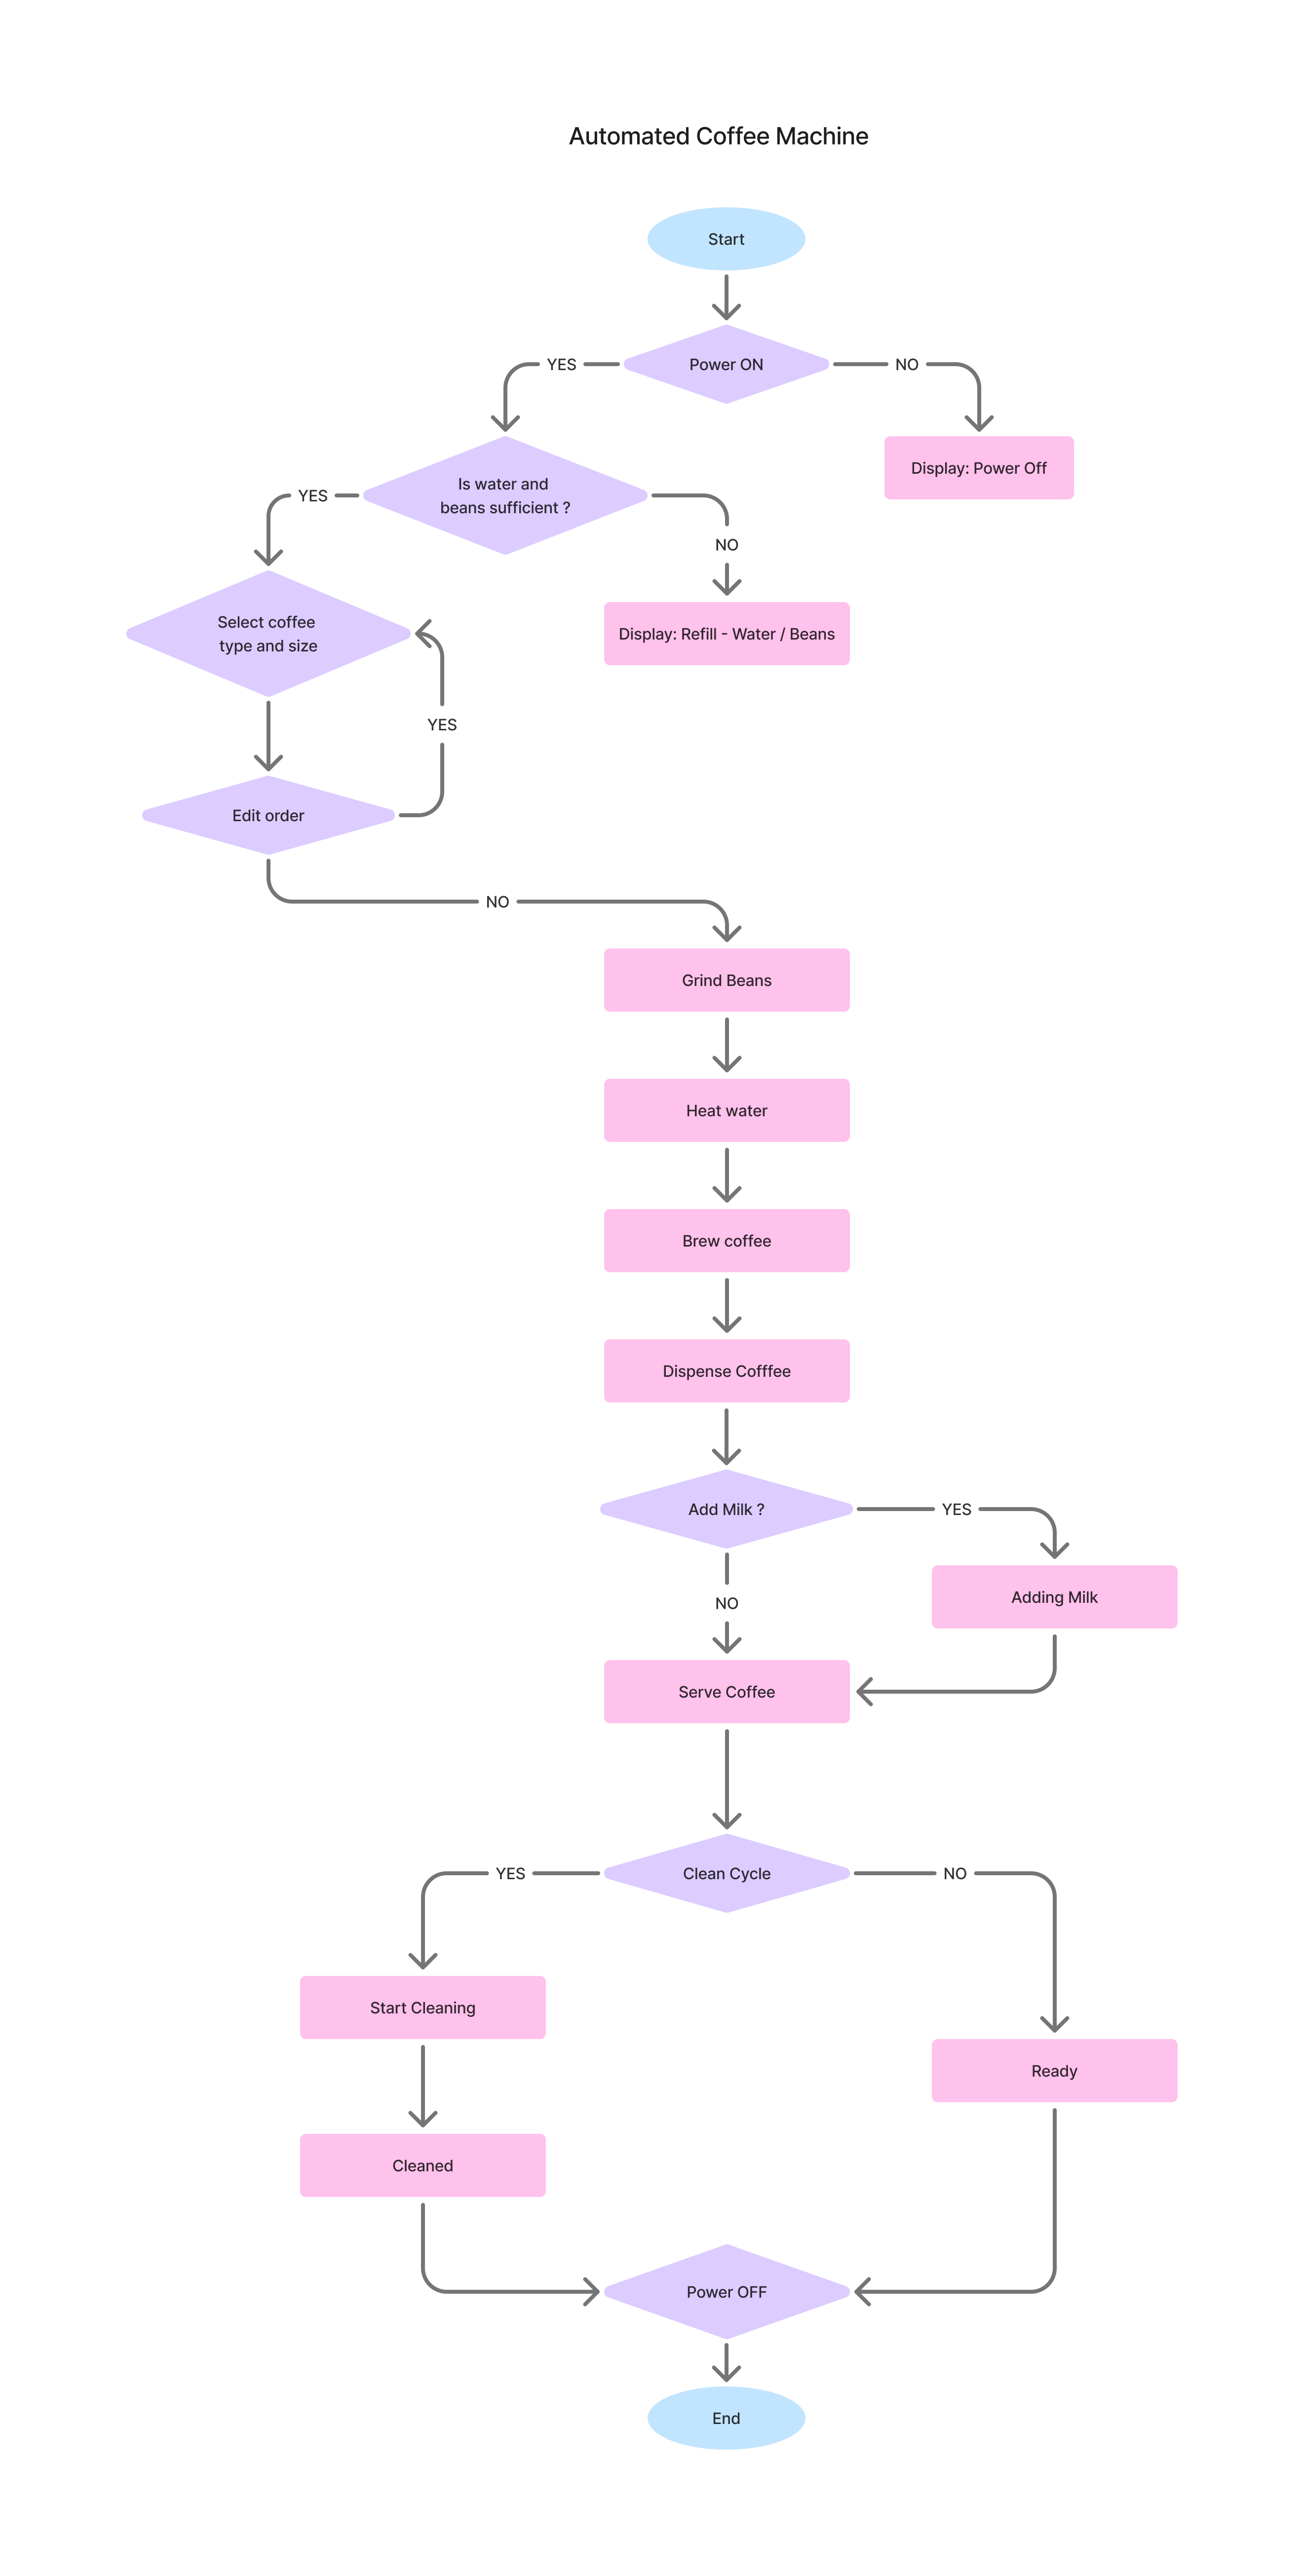 Automated Coffee Machine
Start
Power ON
YES
NO
Display: Power Off
Is water and
beans sufficient ?
YES
NO
Display: Refill - Water / Beans
Select coffee
type and size
YES
Edit order
NO
Grind Beans
Heat water
Brew coffee
Dispense Cofffee
Add Milk ?
YES
NO
Adding Milk
Serve Coffee
Clean Cycle
YES
NO
Start Cleaning
Ready
Cleaned
Power OFF
End